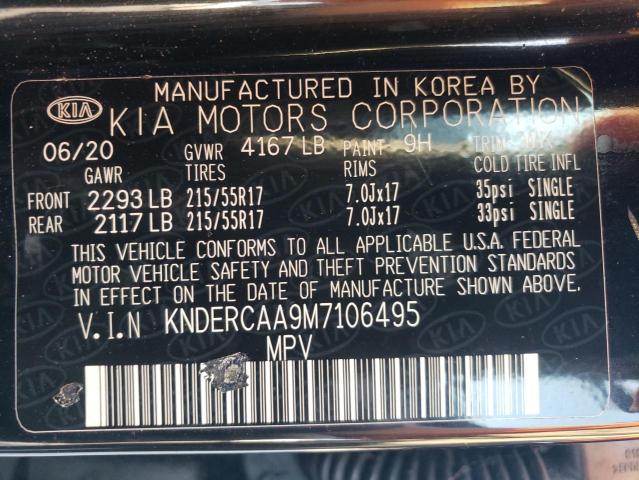 MANUFACTURED IN KOREA BY
KIA KIA MOTORS CORPORATION
06/20 GVWR 4167 LB PAINT 9H TRIM
GAWR TIRES RIMS COLD TIRE INFL
FRONT 2293 LB 215/55R17 7.0Jx17 35psi SINGLE
REAR 2117 LB 215/55R17 7.0Jx17 33psi SINGLE
THIS VEHICLE CONFORMS TO ALL APPLICABLE U.S.A. FEDERAL
MOTOR VEHICLE SAFETY AND THEFT PREVENTION STANDARDS
IN EFFECT ON THE DATE OF MANUFACTURE SHOWN ABOVE.
V.I.N KNDERCAA9M7106495
MPV